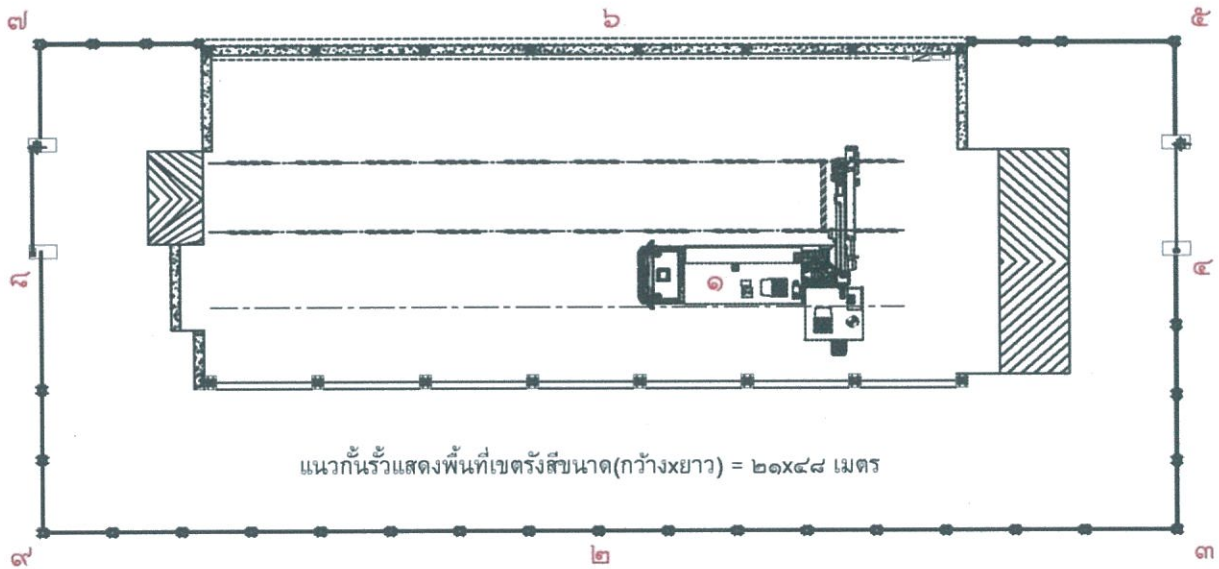 ๗ ๖ ๕
๑
๘ ๔
แนวกั้นรั้วแสดงพื้นที่เขตรังสีขนาด(กว้างxยาว) = ๒๑x๔๘ เมตร
๙ ๒ ๓